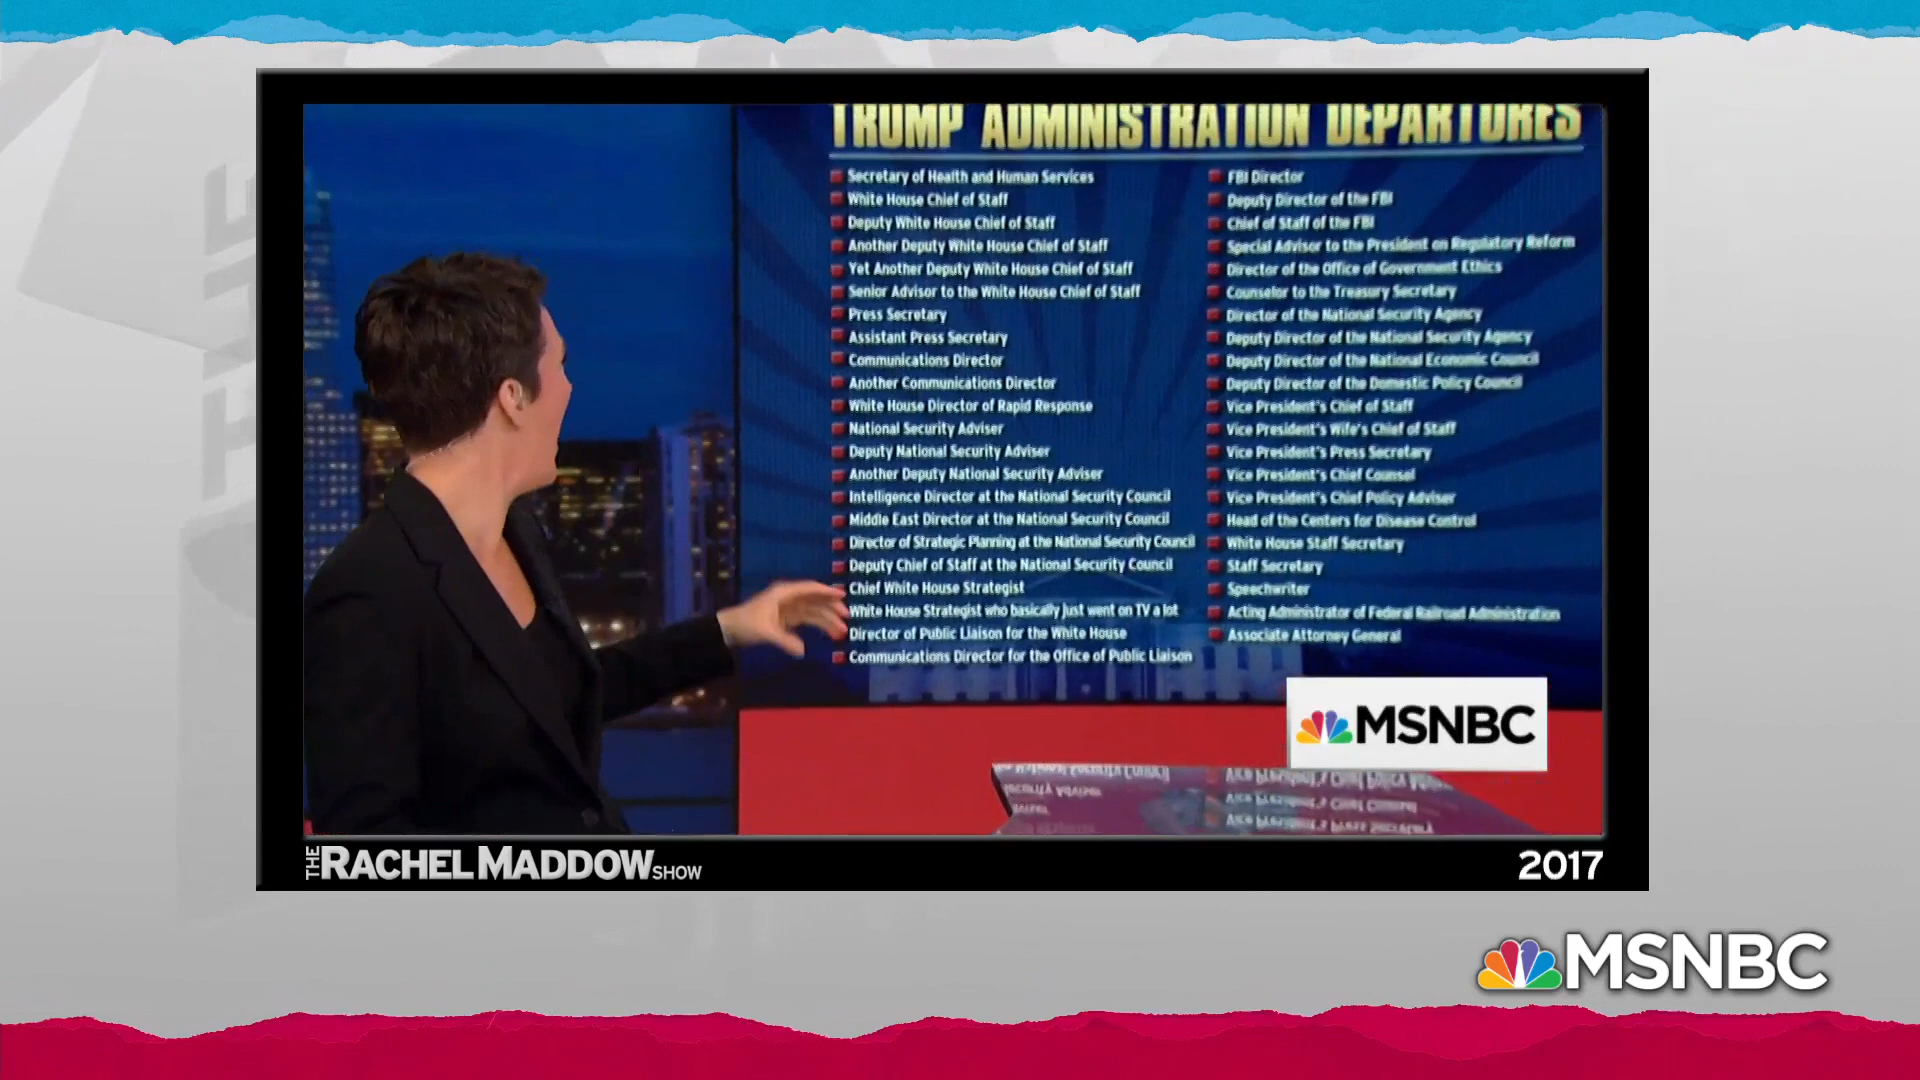 TRUMP ADMINISTRATION DEPARTURES
Secretary of Health and Human Services
White House Chief of Staff
Deputy White House Chief of Staff
Another Deputy White House Chief of Staff
Yet Another Deputy White House Chief of Staff
Senior Advisor to the White House Chief of Staff
Press Secretary
Assistant Press Secretary
Communications Director
Another Communications Director
White House Director of Rapid Response
National Security Adviser
Deputy National Security Adviser
Another Deputy National Security Adviser
Intelligence Director at the National Security Council
Middle East Director at the National Security Council
Director of Strategic Planning at the National Security Council
Deputy Chief of Staff at the National Security Council
Chief White House Strategist
White House Strategist who basically just went on TV a lot
Director of Public Liaison for the White House
Communications Director for the Office of Public Liaison
FBI Director
Deputy Director of the FBI
Chief of Staff of the FBI
Special Advisor to the President on Regulatory Reform
Director of the Office of Government Ethics
Counselor to the Treasury Secretary
Director of the National Security Agency
Deputy Director of the National Security Agency
Deputy Director of the National Economic Council
Deputy Director of the Domestic Policy Council
Vice President's Chief of Staff
Vice President's Wife's Chief of Staff
Vice President's Press Secretary
Vice President's Chief Counsel
Vice President's Chief Policy Adviser
Head of the Centers for Disease Control
White House Staff Secretary
Staff Secretary
Speechwriter
Acting Administrator of Federal Railroad Administration
Associate Attorney General
MSNBC
THE RACHEL MADDOW SHOW
2017
MSNBC
THE